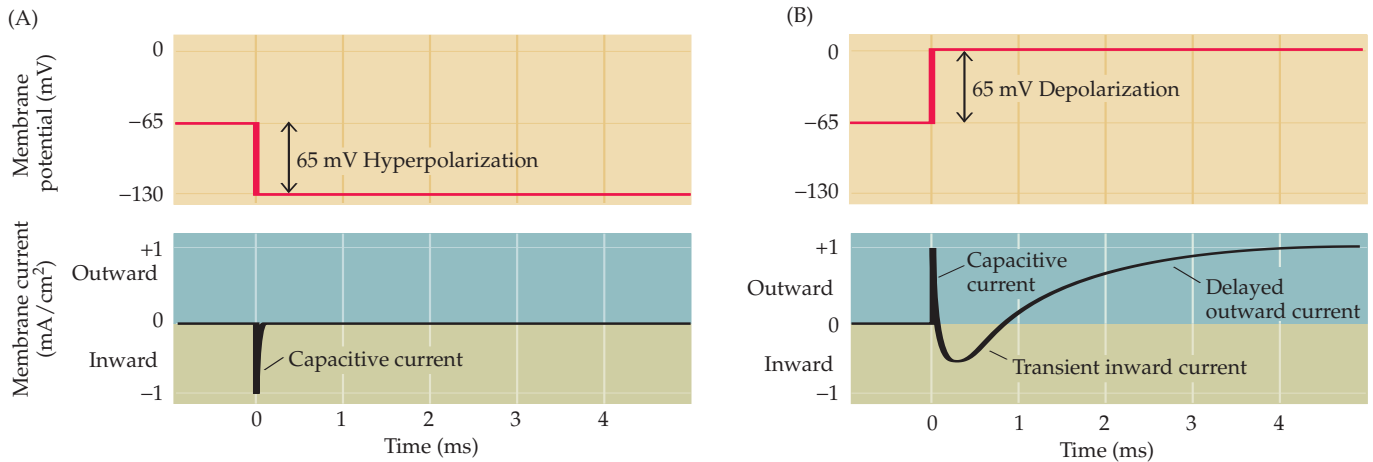 (A)
Membrane
potential (mV)
0
−65
−130
65 mV Hyperpolarization
Membrane current
(mA/cm²)
+1
Outward
0
Inward
−1
Capacitive current
0 1 2 3 4
Time (ms)
(B)
0
−65
−130
65 mV Depolarization
+1
Outward
0
Inward
−1
Capacitive
current
Delayed
outward current
Transient inward current
0 1 2 3 4
Time (ms)